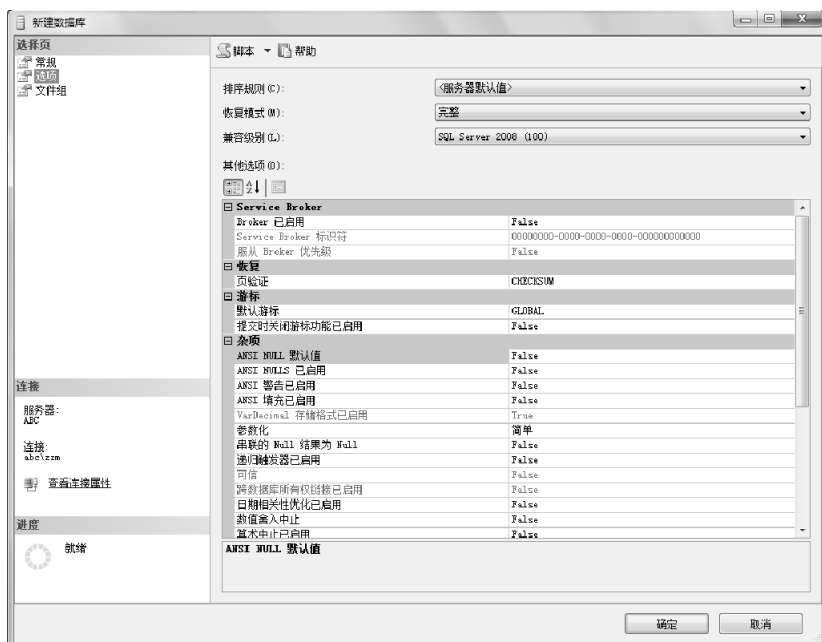 新建数据库
选择页
常规
选项
文件组
脚本 帮助
排序规则(C): <服务器默认值>
恢复模式(M): 完整
兼容级别(L): SQL Server 2008 (100)
其他选项(O):
Service Broker
Broker 已启用 False
Service Broker 标识符 00000000-0000-0000-0000-000000000000
服从 Broker 优先级 False
恢复
页验证 CHECKSUM
游标
默认游标 GLOBAL
提交时关闭游标功能已启用 False
杂项
ANSI NULL 默认值 False
ANSI NULLS 已启用 False
ANSI 警告已启用 False
ANSI 填充已启用 False
VarDecimal 存储格式已启用 True
参数化 简单
串联的 Null 结果为 Null False
递归触发器已启用 False
可信 False
跨数据库所有权链接已启用 False
日期相关性优化已启用 False
数值舍入中止 False
算术中止已启用 False
ANSI NULL 默认值
连接
服务器:
ABC
连接:
abc\zzm
查看连接属性
进度
就绪
确定 取消